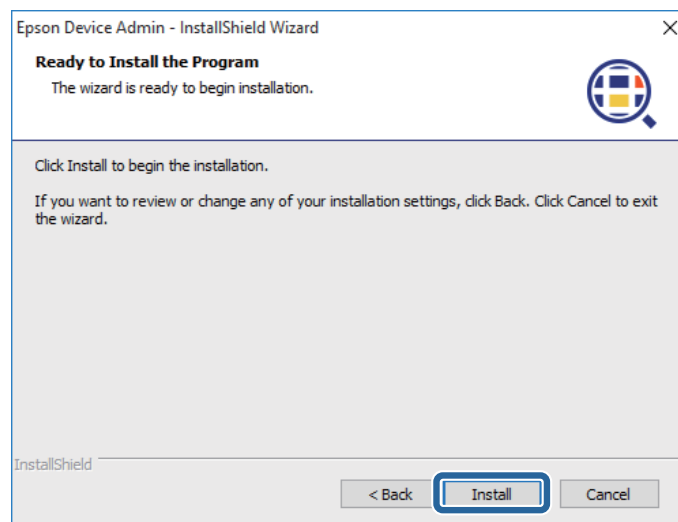 Epson Device Admin - InstallShield Wizard
Ready to Install the Program
The wizard is ready to begin installation.
Click Install to begin the installation.
If you want to review or change any of your installation settings, click Back. Click Cancel to exit
the wizard.
InstallShield
< Back
Install
Cancel